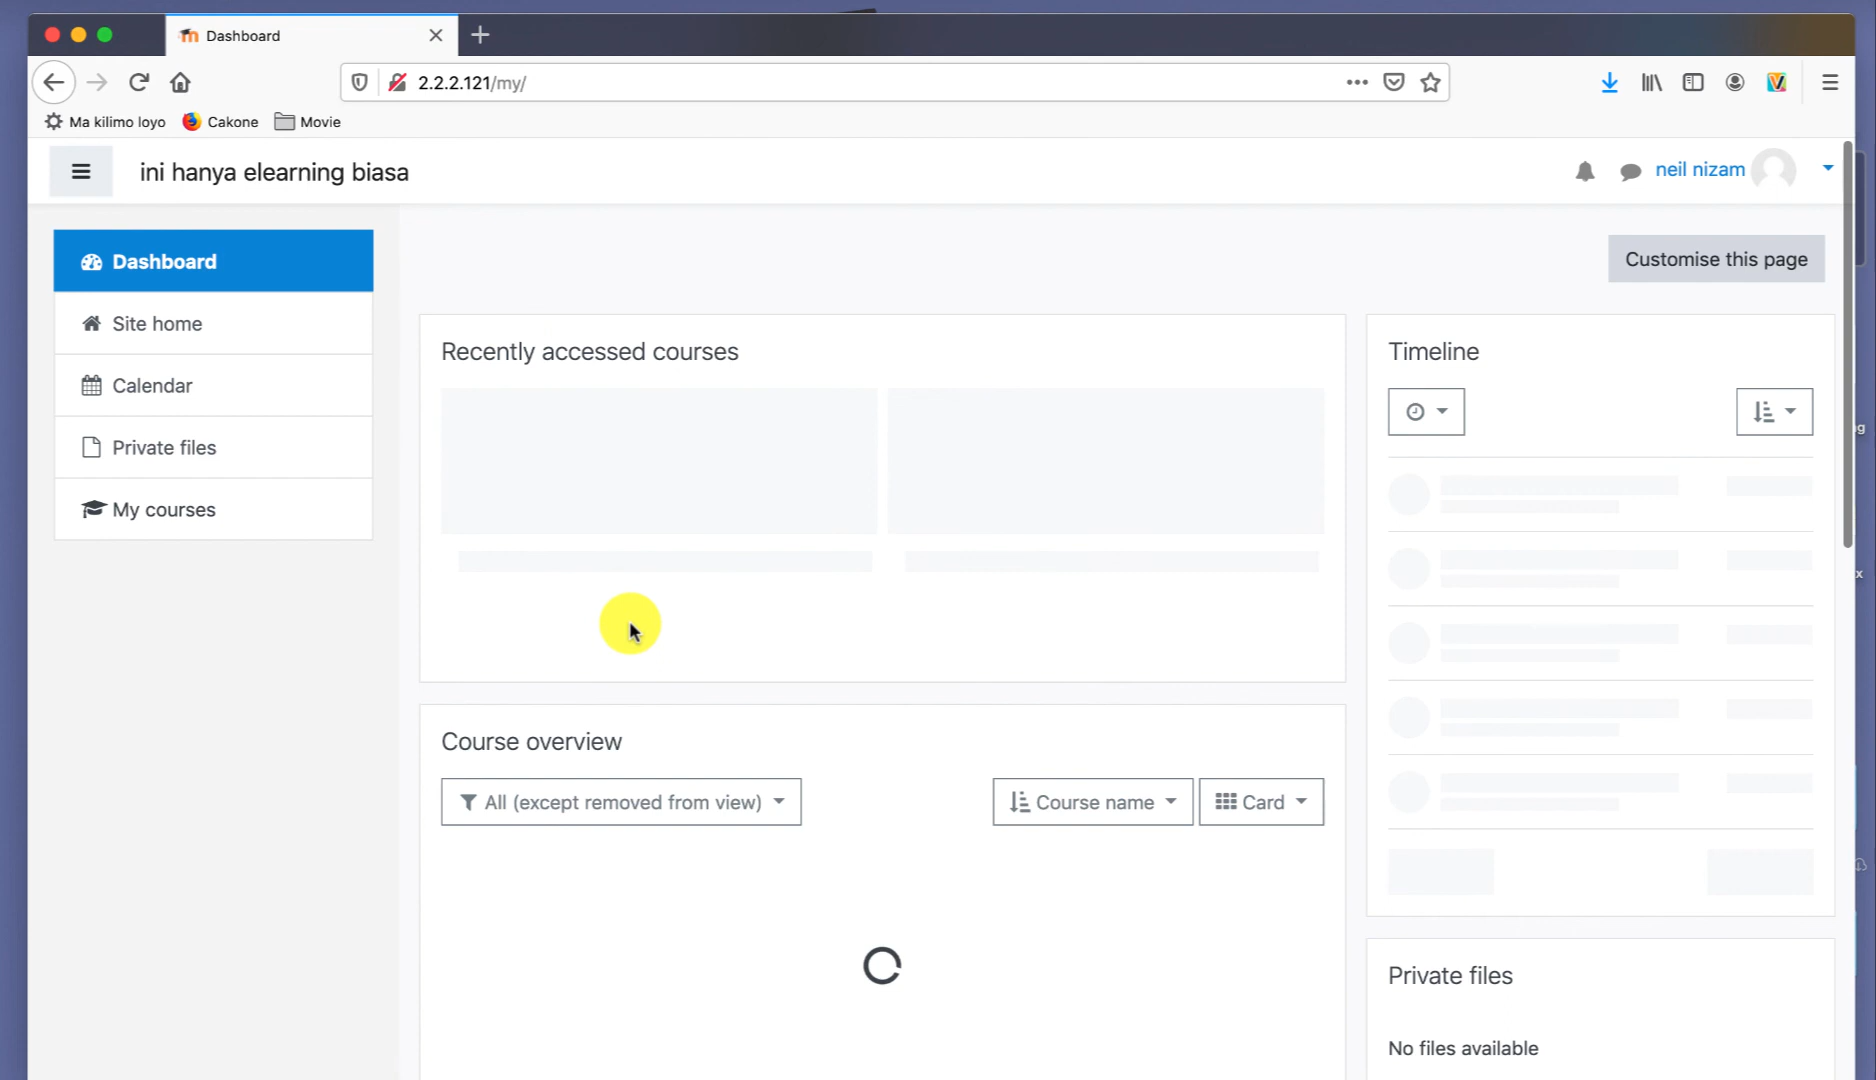 Dashboard
2.2.2.121/my/
Ma kilimo loyo
Cakone
Movie
ini hanya elearning biasa
neil nizam
Dashboard
Site home
Calendar
Private files
My courses
Customise this page
Recently accessed courses
Timeline
Course overview
All (except removed from view)
Course name
Card
Private files
No files available
g
x